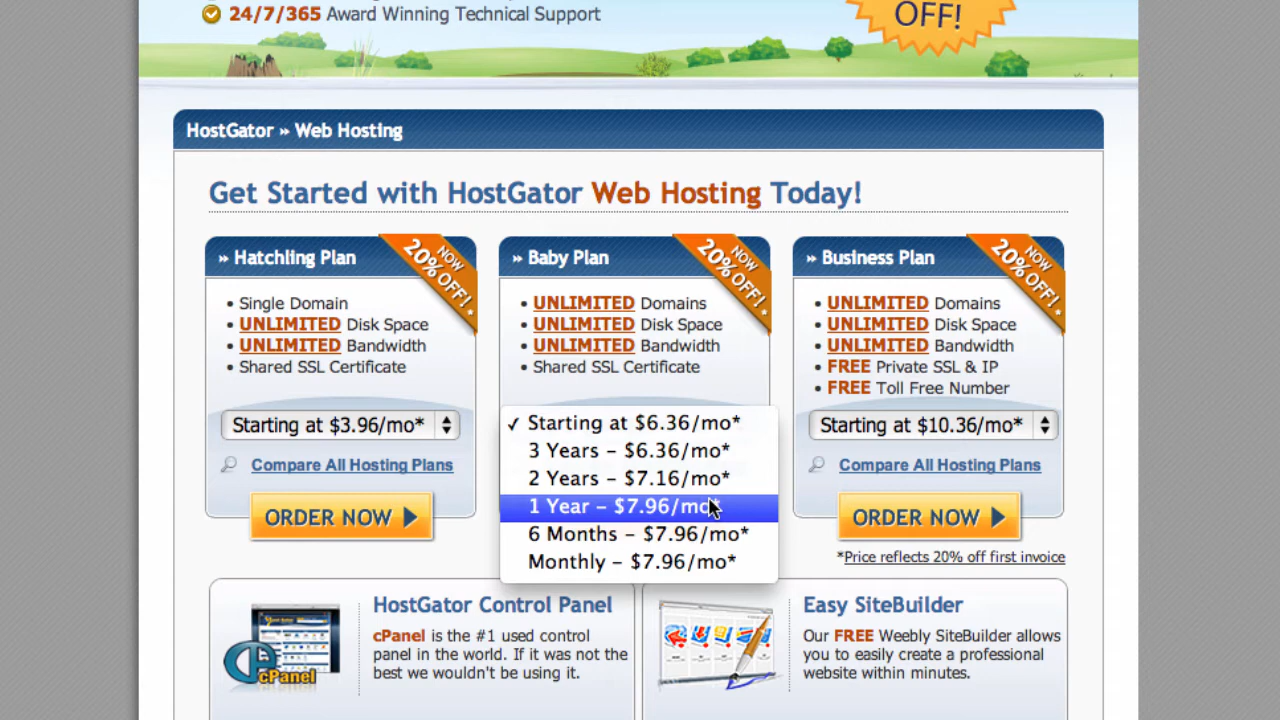 24/7/365 Award Winning Technical Support
OFF!
HostGator » Web Hosting
Get Started with HostGator Web Hosting Today!
» Hatchling Plan
NOW
20% OFF!*
• Single Domain
• UNLIMITED Disk Space
• UNLIMITED Bandwidth
• Shared SSL Certificate
Starting at $3.96/mo*
Compare All Hosting Plans
ORDER NOW
» Baby Plan
NOW
20% OFF!*
• UNLIMITED Domains
• UNLIMITED Disk Space
• UNLIMITED Bandwidth
• Shared SSL Certificate
✓ Starting at $6.36/mo*
3 Years – $6.36/mo*
2 Years – $7.16/mo*
1 Year – $7.96/mo*
6 Months – $7.96/mo*
Monthly – $7.96/mo*
» Business Plan
NOW
20% OFF!*
• UNLIMITED Domains
• UNLIMITED Disk Space
• UNLIMITED Bandwidth
• FREE Private SSL & IP
• FREE Toll Free Number
Starting at $10.36/mo*
Compare All Hosting Plans
ORDER NOW
*Price reflects 20% off first invoice
cPanel
HostGator Control Panel
cPanel is the #1 used control
panel in the world. If it was not the
best we wouldn't be using it.
Easy SiteBuilder
Our FREE Weebly SiteBuilder allows
you to easily create a professional
website within minutes.